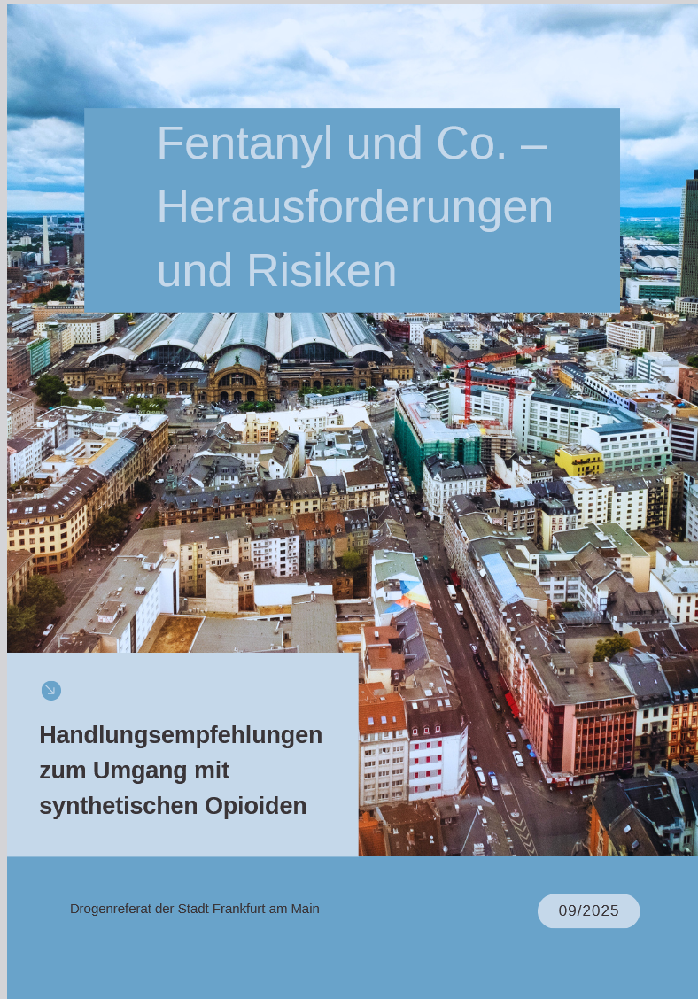 Fentanyl und Co. –
Herausforderungen
und Risiken
Handlungsempfehlungen
zum Umgang mit
synthetischen Opioiden
Drogenreferat der Stadt Frankfurt am Main
09/2025